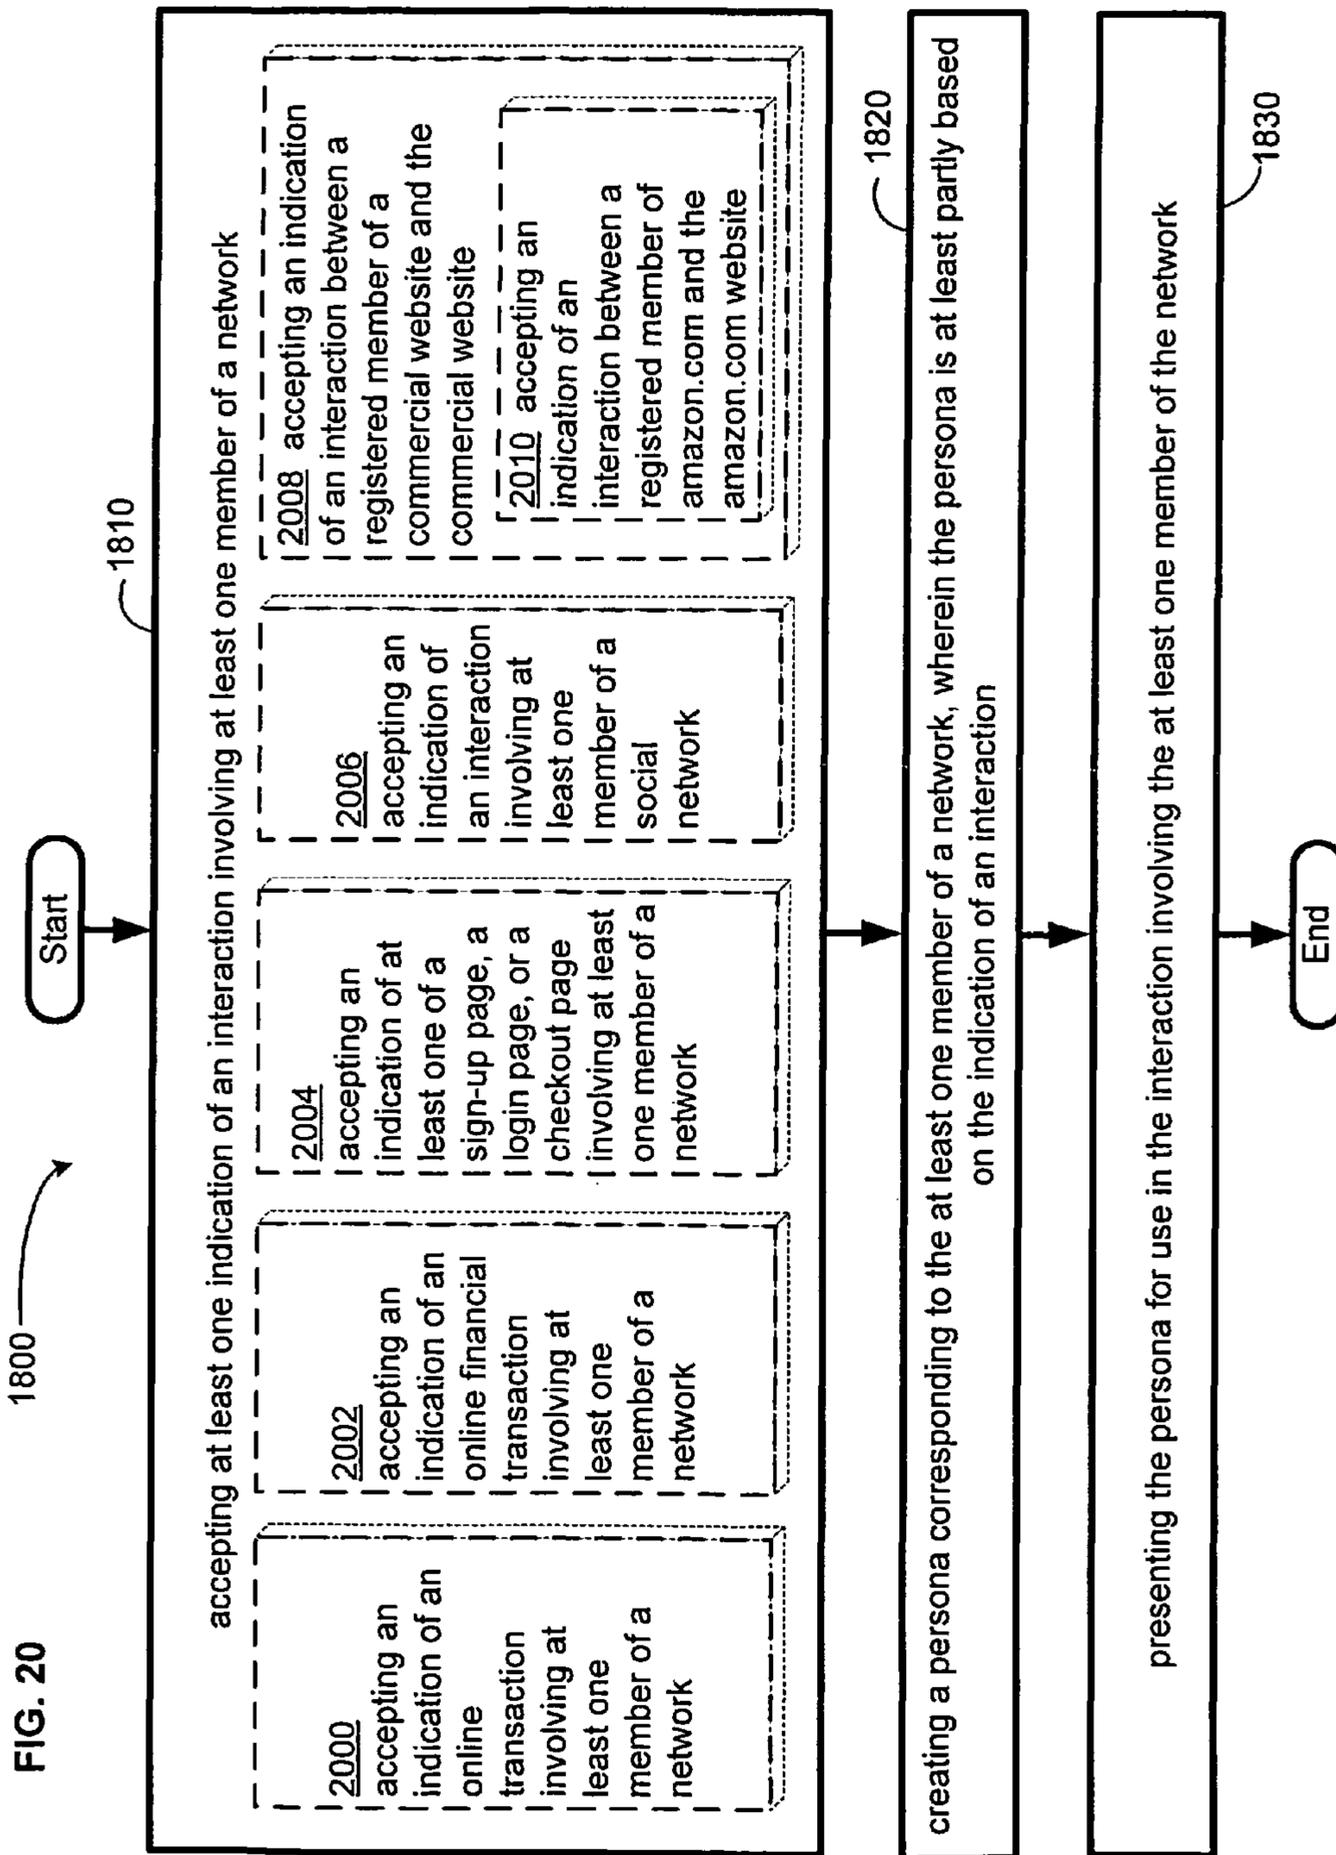 FIG. 20
1800
Start
1810
accepting at least one indication of an interaction involving at least one member of a network
2000
accepting an
indication of an
online
transaction
involving at
least one
member of a
network
2002
accepting an
indication of an
online financial
transaction
involving at
least one
member of a
network
2004
accepting an
indication of at
least one of a
sign-up page, a
login page, or a
checkout page
involving at least
one member of a
network
2006
accepting an
indication of
an interaction
involving at
least one
member of a
social
network
2008 accepting an indication
of an interaction between a
registered member of a
commercial website and the
commercial website
2010 accepting an
indication of an
interaction between a
registered member of
amazon.com and the
amazon.com website
1820
creating a persona corresponding to the at least one member of a network, wherein the persona is at least partly based
on the indication of an interaction
presenting the persona for use in the interaction involving the at least one member of the network
1830
End